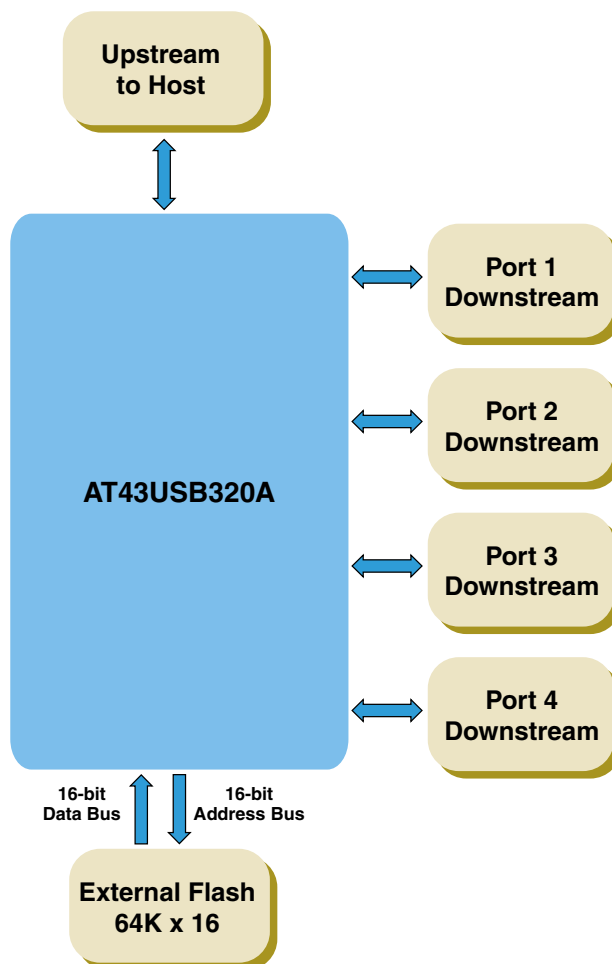 Upstream
to Host
Port 1
Downstream
Port 2
Downstream
AT43USB320A
Port 3
Downstream
Port 4
Downstream
16-bit
Data Bus
16-bit
Address Bus
External Flash
64K x 16